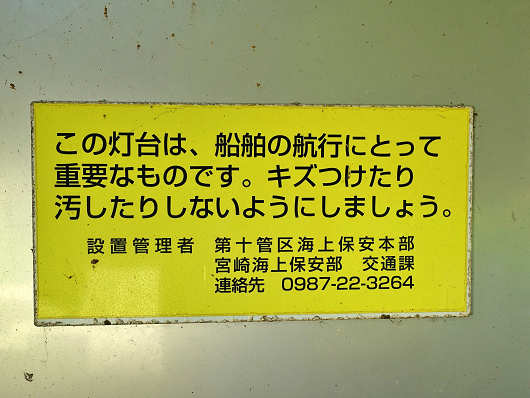 この灯台は、船舶の航行にとって
重要なものです。キズつけたり
汚したりしないようにしましょう。
設置管理者　第十管区海上保安本部
宮崎海上保安部　交通課
連絡先　0987-22-3264